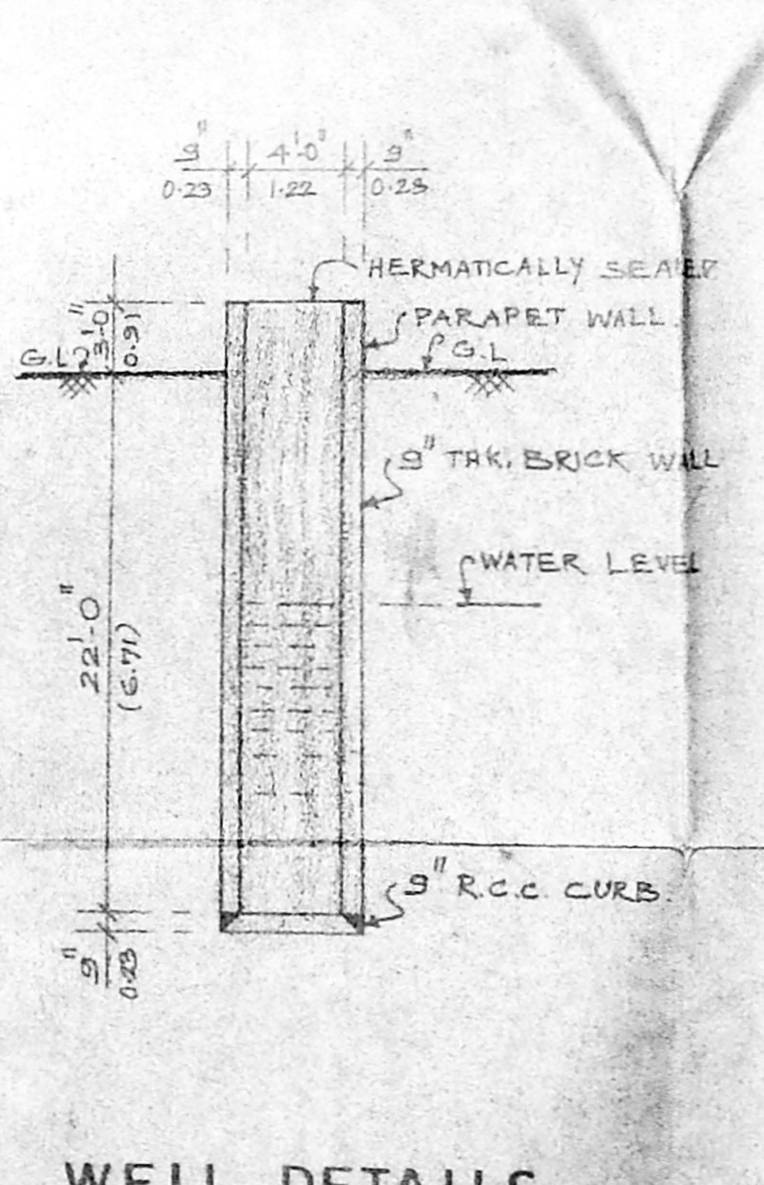 9" 4'-0" 9"
0.23 1.22 0.23
HERMATICALLY SEALED
3'-0"
0.91
PARAPET WALL.
G.L
G.L
9" THK. BRICK WALL
WATER LEVEL
22'-0"
(6.71)
9" R.C.C. CURB.
9"
0.23
WELL DETAILS